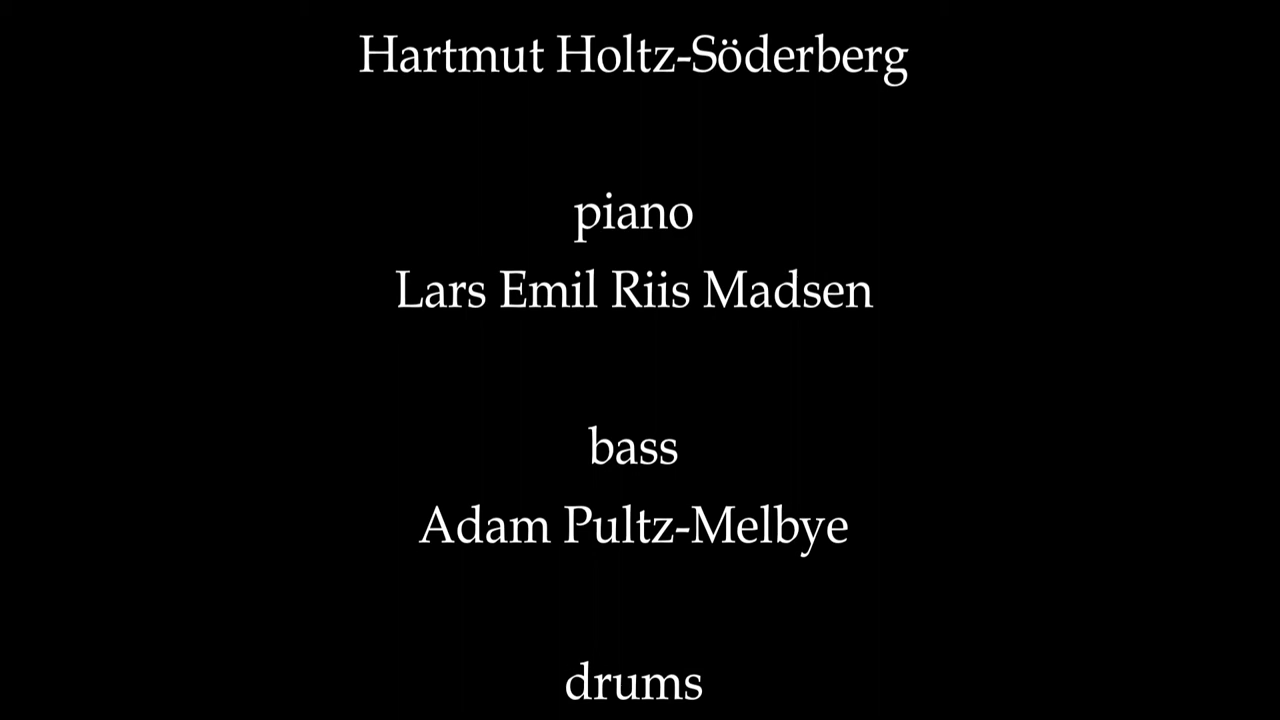 Hartmut Holtz-Söderberg
piano
Lars Emil Riis Madsen
bass
Adam Pultz-Melbye
drums